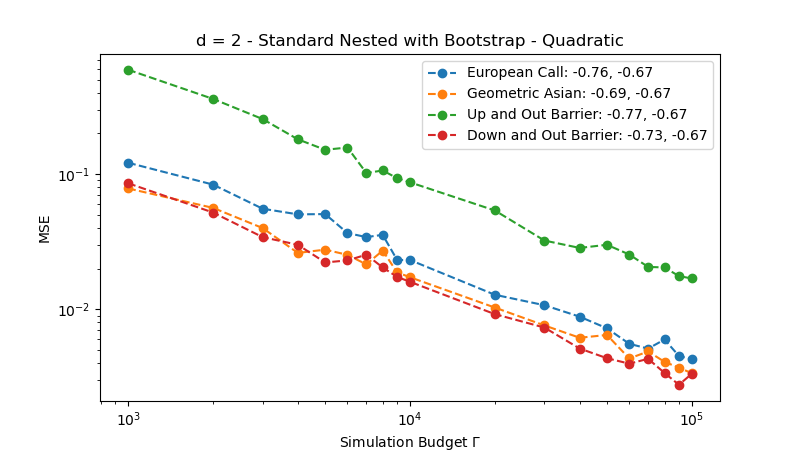 d = 2 - Standard Nested with Bootstrap - Quadratic
European Call: -0.76, -0.67
Geometric Asian: -0.69, -0.67
Up and Out Barrier: -0.77, -0.67
Down and Out Barrier: -0.73, -0.67
MSE
10⁻¹
10⁻²
10³
10⁴
10⁵
Simulation Budget Γ